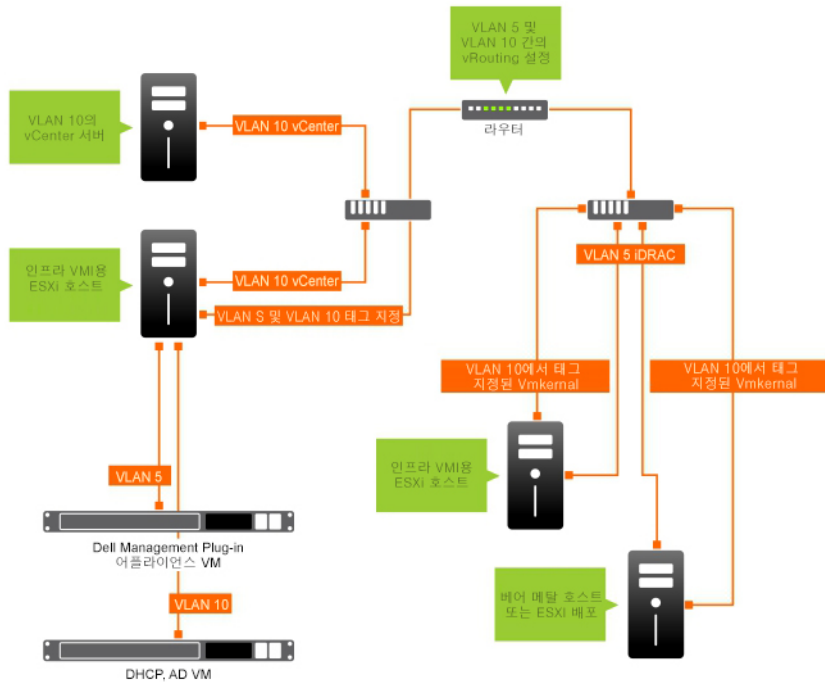 VLAN 5 및
VLAN 10 간의
vRouting 설정
라우터
VLAN 10의
vCenter 서버
VLAN 10 vCenter
인프라 VMI용
ESXi 호스트
VLAN 10 vCenter
VLAN S 및 VLAN 10 태그 지정
VLAN 5 iDRAC
VLAN 10에서 태그
지정된 Vmkernal
VLAN 10에서 태그
지정된 Vmkernal
인프라 VMI용
ESXi 호스트
VLAN 5
Dell Management Plug-in
어플라이언스 VM
베어 메탈 호스트
또는 ESXI 배포
VLAN 10
DHCP, AD VM